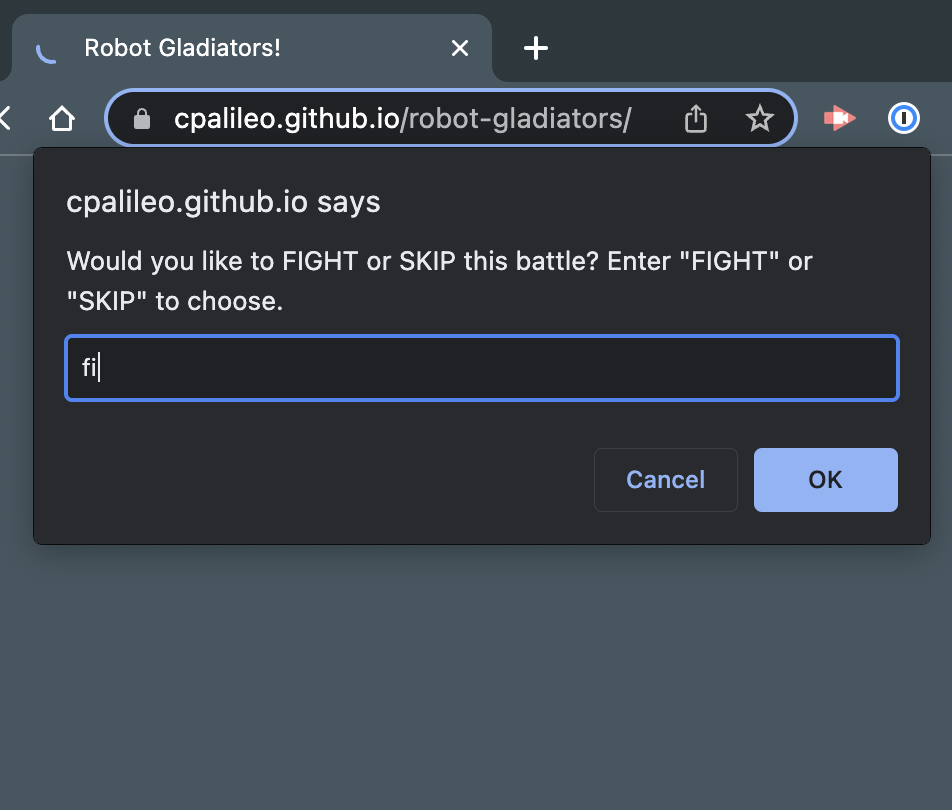 Robot Gladiators!
cpalileo.github.io/robot-gladiators/
cpalileo.github.io says
Would you like to FIGHT or SKIP this battle? Enter "FIGHT" or
"SKIP" to choose.
fi
Cancel OK